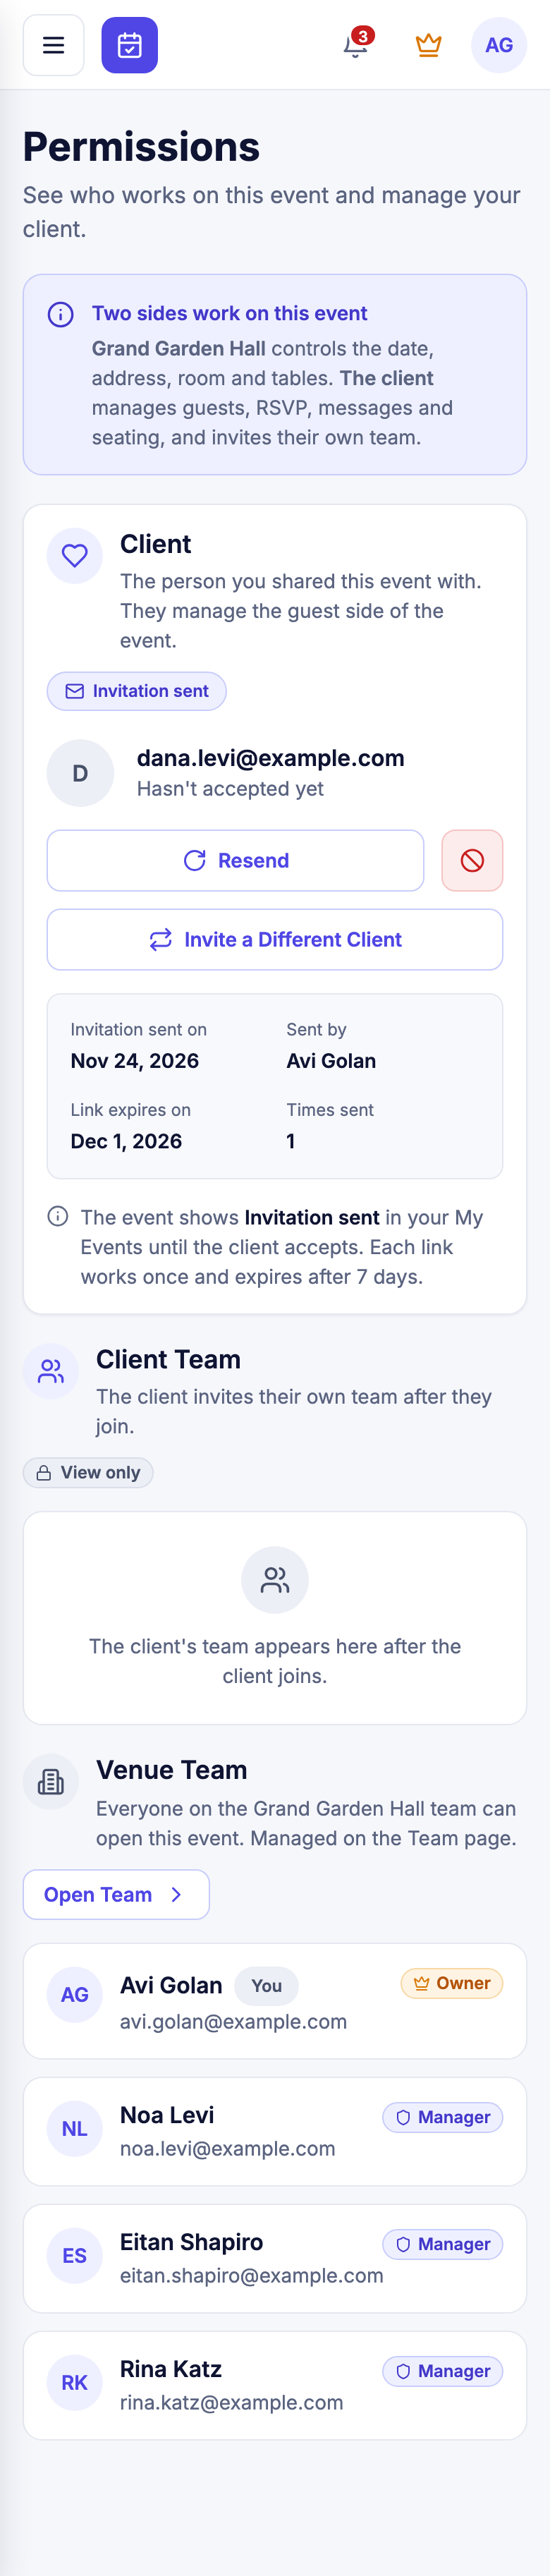 3
AG
Permissions
See who works on this event and manage your
client.
Two sides work on this event
Grand Garden Hall controls the date,
address, room and tables. The client
manages guests, RSVP, messages and
seating, and invites their own team.
Client
The person you shared this event with.
They manage the guest side of the
event.
Invitation sent
D
dana.levi@example.com
Hasn't accepted yet
Resend
Invite a Different Client
Invitation sent on
Sent by
Nov 24, 2026
Avi Golan
Link expires on
Times sent
Dec 1, 2026
1
The event shows Invitation sent in your My
Events until the client accepts. Each link
works once and expires after 7 days.
Client Team
The client invites their own team after they
join.
View only
The client's team appears here after the
client joins.
Venue Team
Everyone on the Grand Garden Hall team can
open this event. Managed on the Team page.
Open Team
AG
Avi Golan You
Owner
avi.golan@example.com
NL
Noa Levi
Manager
noa.levi@example.com
ES
Eitan Shapiro
Manager
eitan.shapiro@example.com
RK
Rina Katz
Manager
rina.katz@example.com